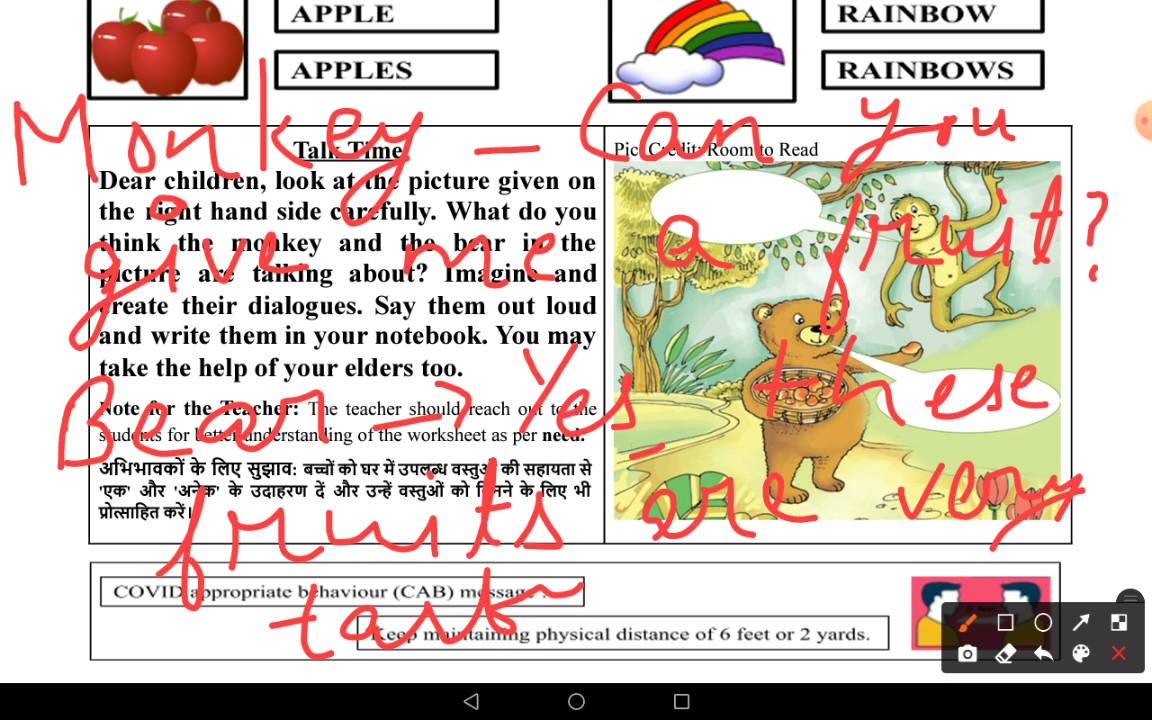 APPLE
RAINBOW
APPLES
RAINBOWS
Monkey - Can you
give me a fruit?
Bear -> Yes, these
fruits are very
Talk Time
Dear children, look at the picture given on
the right hand side carefully. What do you
think the monkey and the bear in the
picture are talking about? Imagine and
create their dialogues. Say them out loud
and write them in your notebook. You may
take the help of your elders too.
Note for the Teacher: The teacher should reach out to the
students for better understanding of the worksheet as per need.
अभिभावकों के लिए सुझाव: बच्चों को घर में उपलब्ध वस्तुओं की सहायता से
'एक' और 'अनेक' के उदाहरण दें और उन्हें वस्तुओं को गिनने के लिए भी
प्रोत्साहित करें।
Pic Credit: Room to Read
COVID appropriate behaviour (CAB) message :
Keep maintaining physical distance of 6 feet or 2 yards.